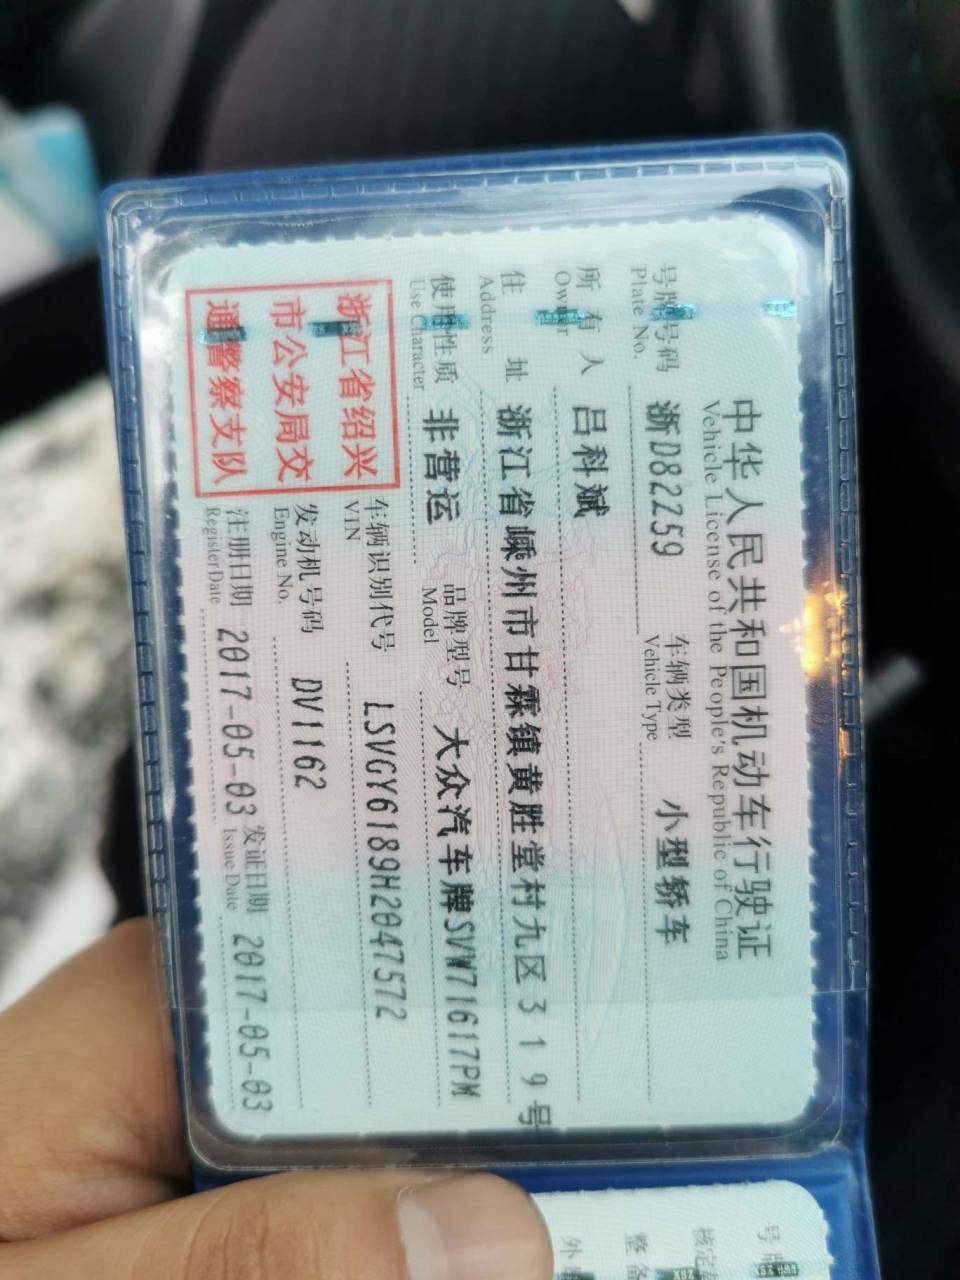 中华人民共和国机动车行驶证
Vehicle License of the People's Republic of China
号牌号码 浙D82Z59 车辆类型 小型轿车
Plate No. Vehicle Type
所有人 吕科斌
Owner
住址 浙江省嵊州市甘霖镇黄胜堂村九区319号
Address
使用性质 非营运 品牌型号 大众汽车牌SVW71617PM
Use Character Model
浙江省绍兴
市公安局交
通警察支队
车辆识别代号 LSVGY6189H2047572
VIN
发动机号码 DV1162
Engine No.
注册日期 2017-05-03 发证日期 2017-05-03
Register Date Issue Date
号牌
核定
整备
外